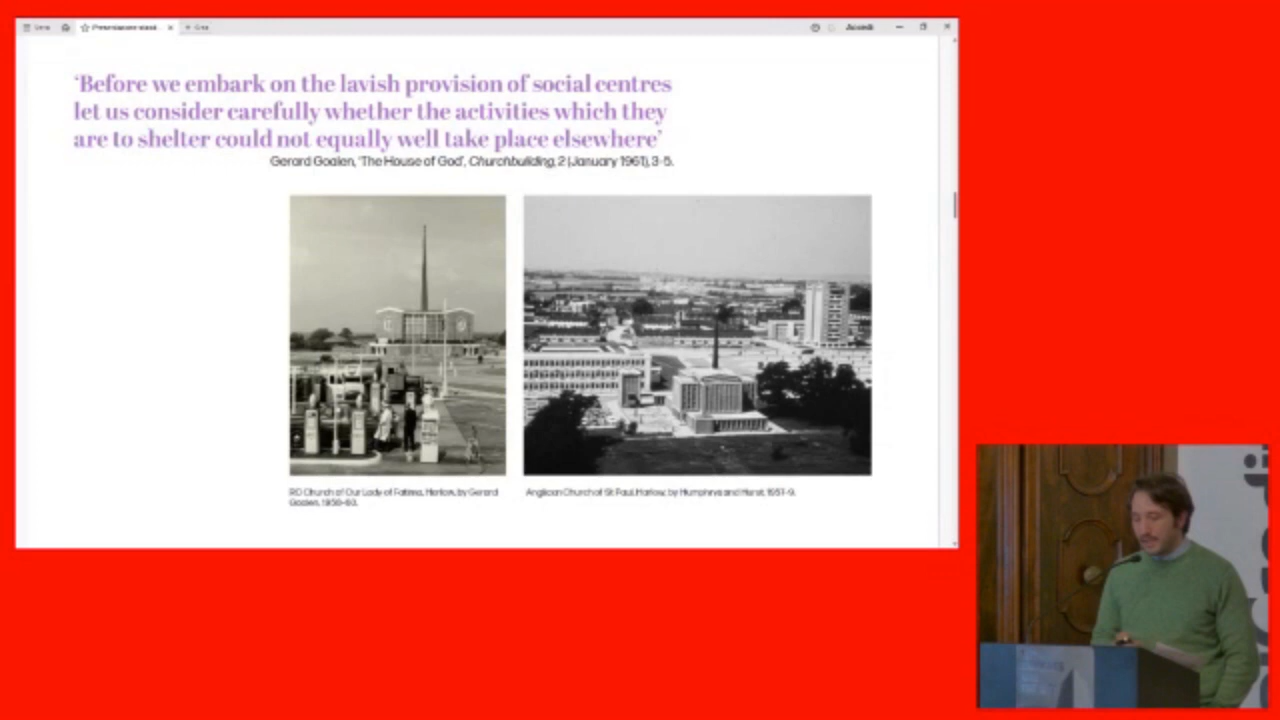 Accedi
‘Before we embark on the lavish provision of social centres
let us consider carefully whether the activities which they
are to shelter could not equally well take place elsewhere’
Gerard Goalen, ‘The House of God’, Churchbuilding, 2 (January 1961), 3-5.
RC Church of Our Lady of Fatima, Harlow, by Gerard
Goalen, 1958-60.
Anglican Church of St Paul, Harlow, by Humphrys and Hurst, 1957-9.